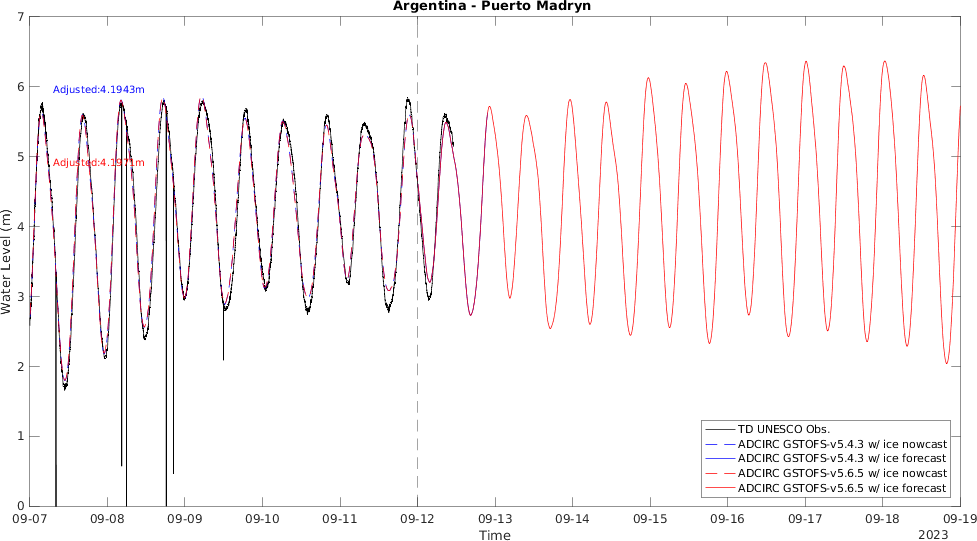 Argentina - Puerto Madryn
7
6
5
4
3
2
1
0
Water Level (m)
Adjusted:4.1943m
Adjusted:4.1971m
TD UNESCO Obs.
ADCIRC GSTOFS-v5.4.3 w/ ice nowcast
ADCIRC GSTOFS-v5.4.3 w/ ice forecast
ADCIRC GSTOFS-v5.6.5 w/ ice nowcast
ADCIRC GSTOFS-v5.6.5 w/ ice forecast
09-07 09-08 09-09 09-10 09-11 09-12 09-13 09-14 09-15 09-16 09-17 09-18 09-19
Time
2023